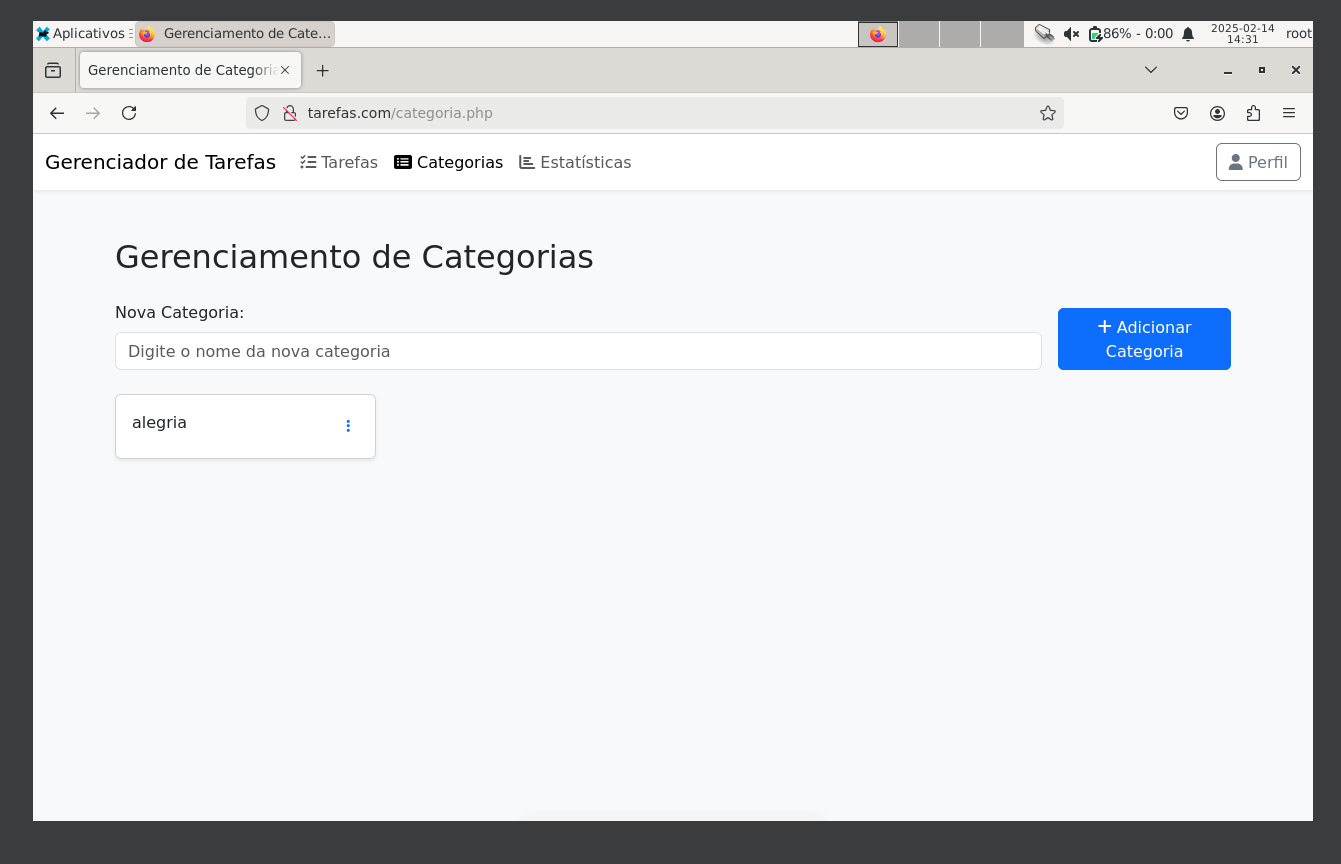 Aplicativos
Gerenciamento de Cate...
86% - 0:00
2025-02-14
14:31
root
Gerenciamento de Categoria
tarefas.com/categoria.php
Gerenciador de Tarefas
Tarefas
Categorias
Estatísticas
Perfil
Gerenciamento de Categorias
Nova Categoria:
Digite o nome da nova categoria
Adicionar
Categoria
alegria